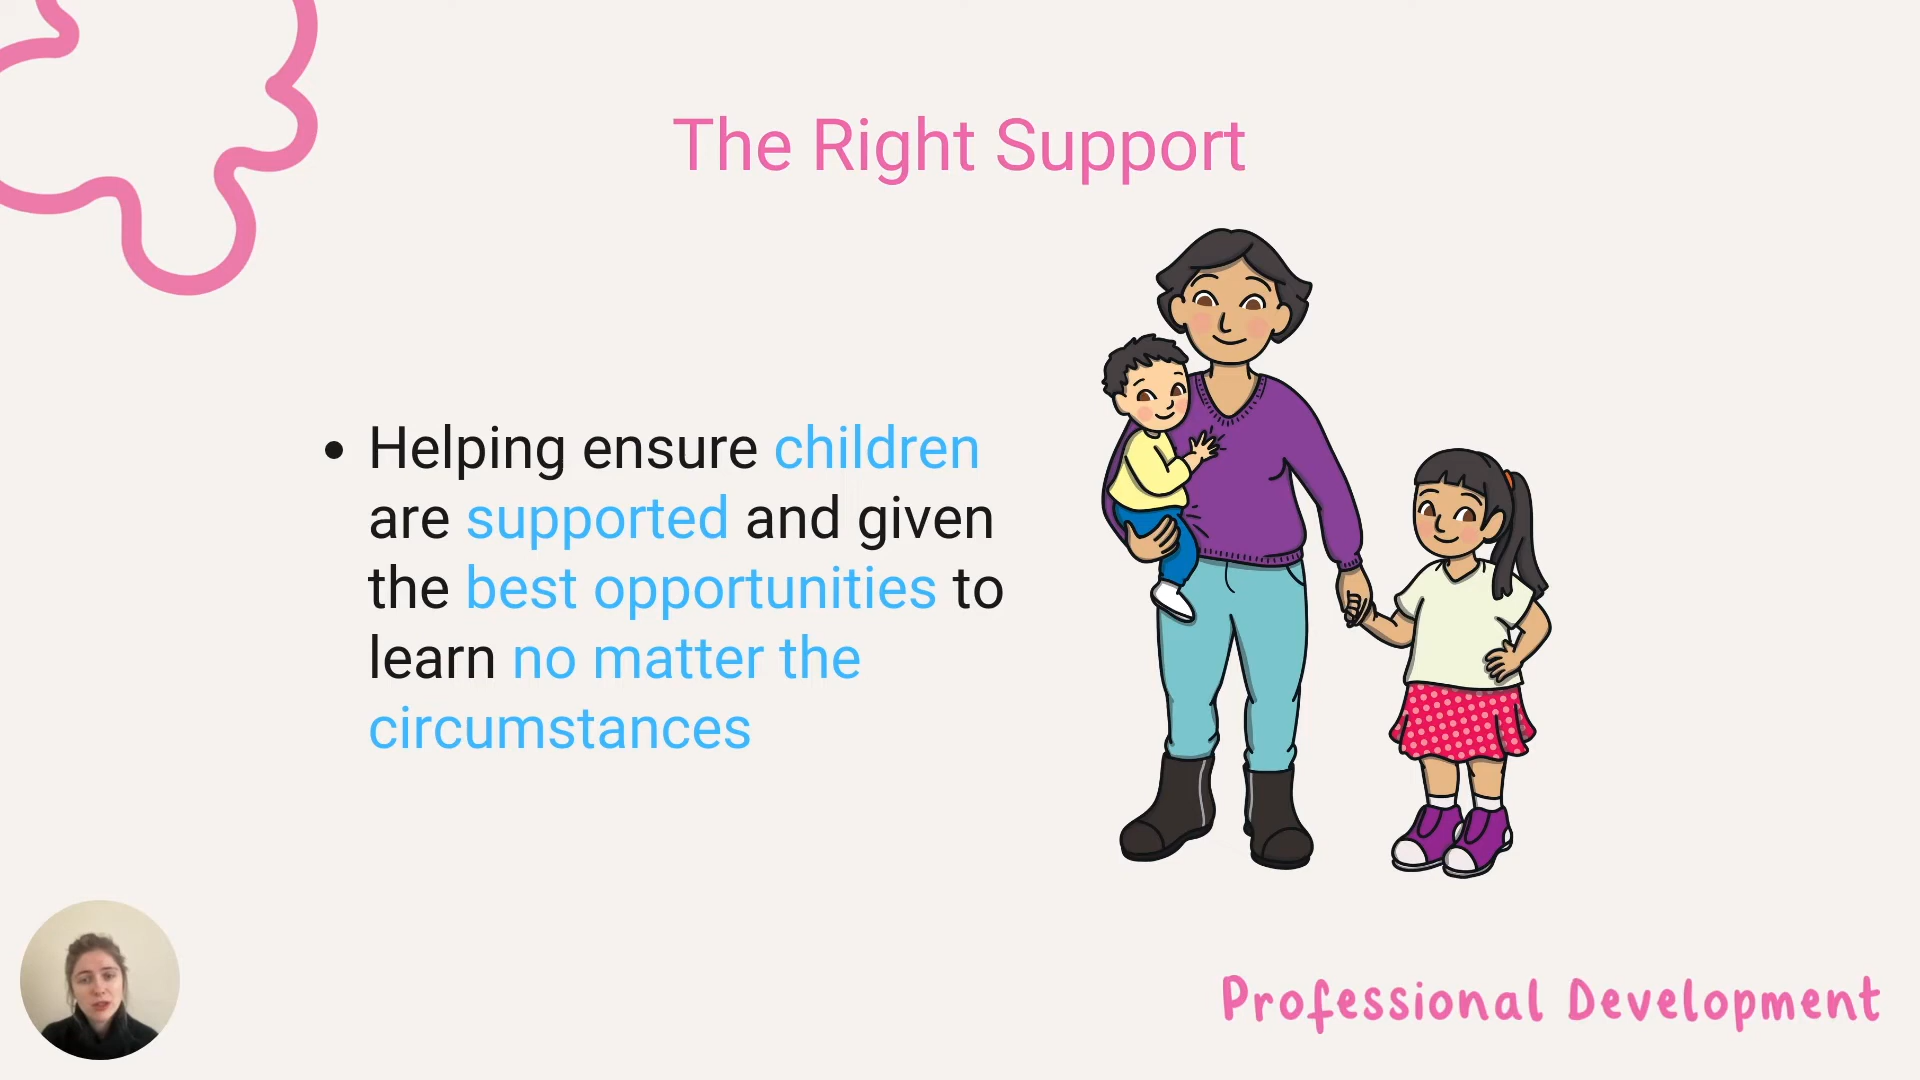 The Right Support
• Helping ensure children
are supported and given
the best opportunities to
learn no matter the
circumstances
Professional Development